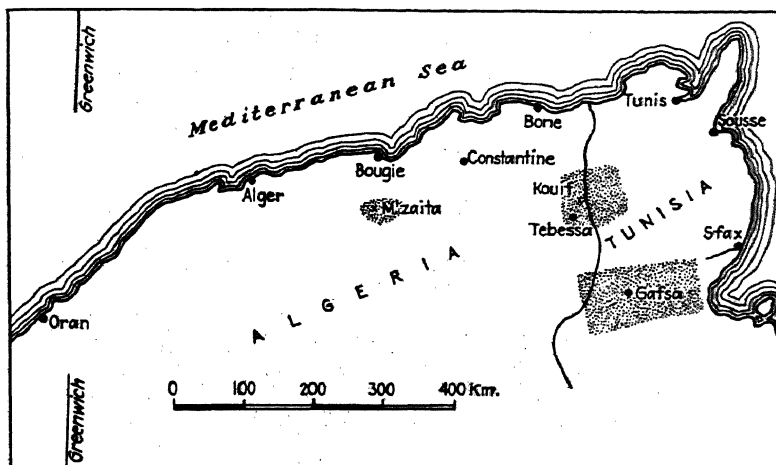 Greenwich
Mediterranean Sea
Tunis
Bone
Sousse
Constantine
Bougie
Alger
Kouif
M'zaita
Tebessa
TUNISIA
Sfax
ALGERIA
Gafsa
Oran
0 100 200 300 400 Km.
Greenwich